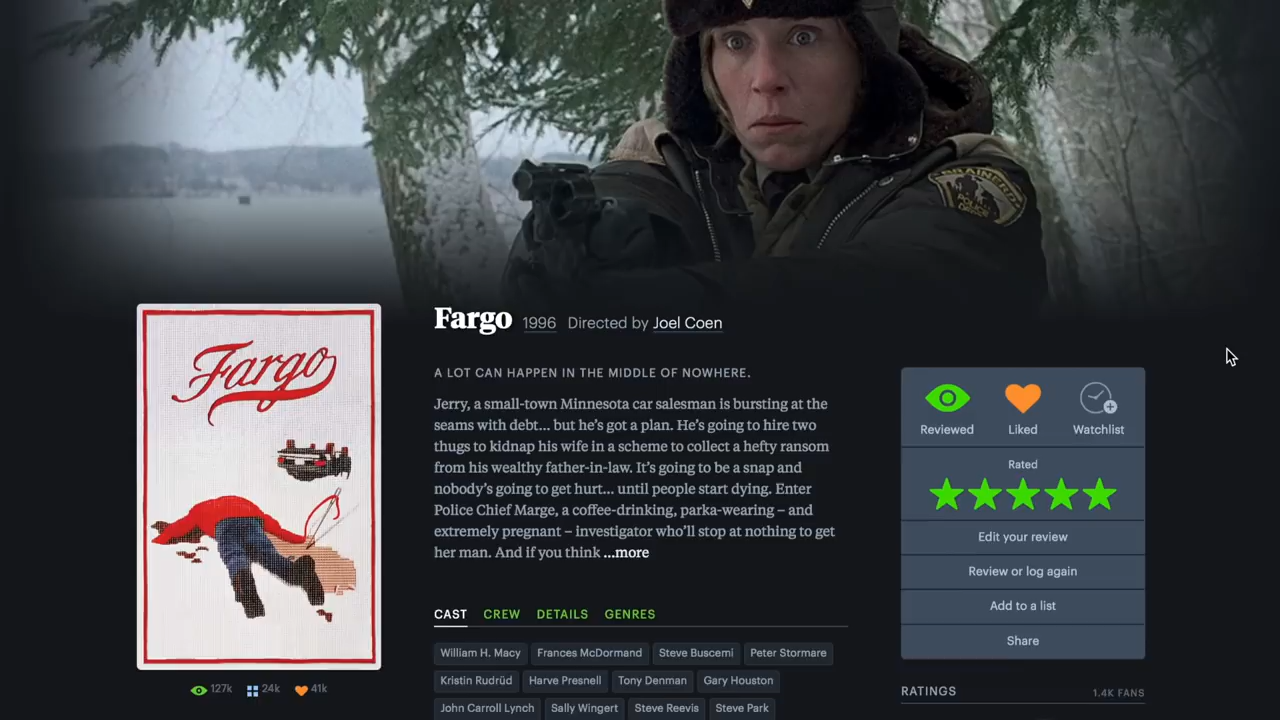 BRAINERD
POLICE
Fargo 1996 Directed by Joel Coen
Fargo
A LOT CAN HAPPEN IN THE MIDDLE OF NOWHERE.
Jerry, a small-town Minnesota car salesman is bursting at the
seams with debt... but he's got a plan. He's going to hire two
thugs to kidnap his wife in a scheme to collect a hefty ransom
from his wealthy father-in-law. It's going to be a snap and
nobody's going to get hurt... until people start dying. Enter
Police Chief Marge, a coffee-drinking, parka-wearing – and
extremely pregnant – investigator who'll stop at nothing to get
her man. And if you think ...more
Reviewed Liked Watchlist
Rated
Edit your review
Review or log again
Add to a list
Share
CAST CREW DETAILS GENRES
William H. Macy Frances McDormand Steve Buscemi Peter Stormare
Kristin Rudrüd Harve Presnell Tony Denman Gary Houston
John Carroll Lynch Sally Wingert Steve Reevis Steve Park
127k 24k 41k
RATINGS 1.4K FANS